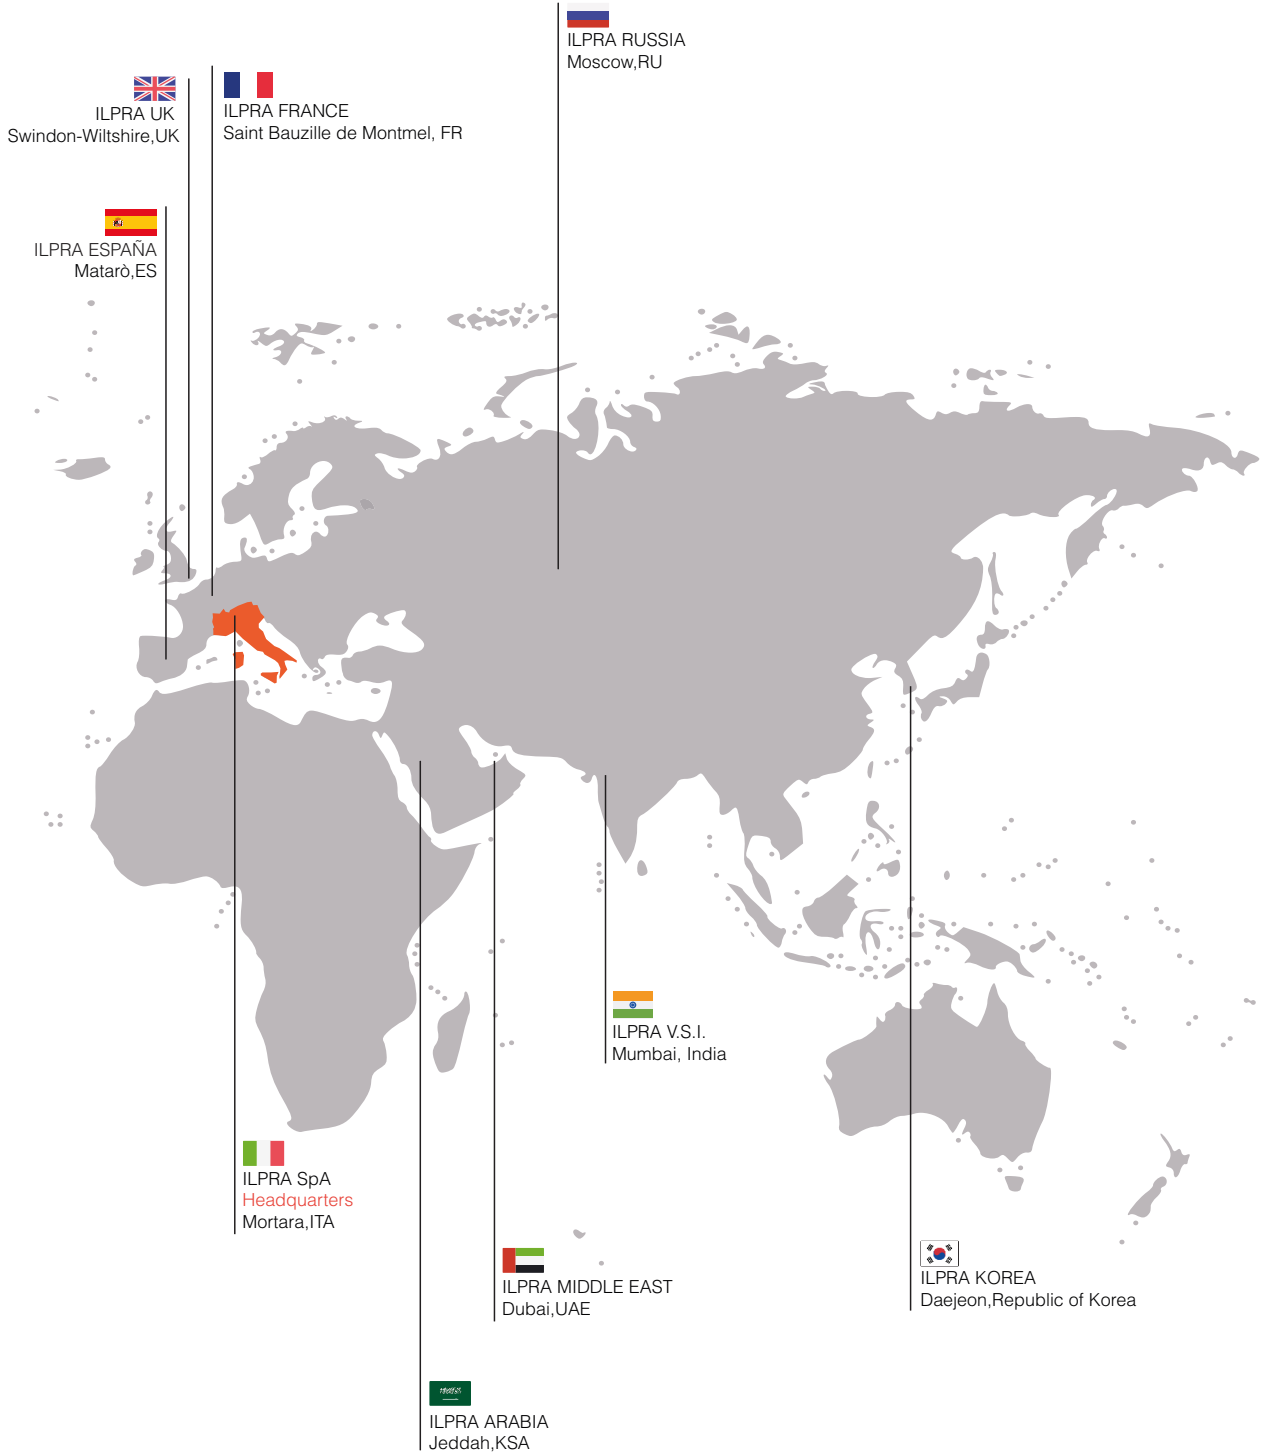 ILPRA RUSSIA
Moscow,RU
ILPRA UK
Swindon-Wiltshire,UK
ILPRA FRANCE
Saint Bauzille de Montmel, FR
ILPRA ESPAÑA
Matarò,ES
ILPRA V.S.I.
Mumbai, India
ILPRA SpA
Headquarters
Mortara,ITA
ILPRA MIDDLE EAST
Dubai,UAE
ILPRA KOREA
Daejeon,Republic of Korea
ILPRA ARABIA
Jeddah,KSA